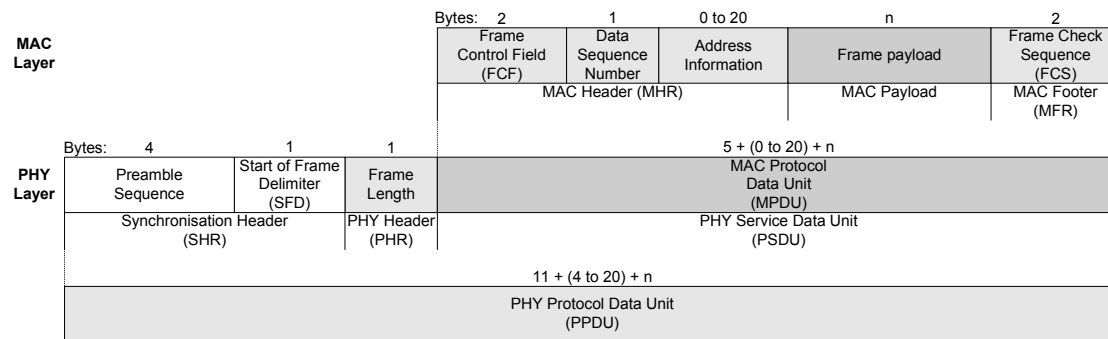 Bytes: 2 1 0 to 20 n 2
MAC
Layer
Frame
Control Field
(FCF)
Data
Sequence
Number
Address
Information
Frame payload
Frame Check
Sequence
(FCS)
MAC Header (MHR)
MAC Payload
MAC Footer
(MFR)
Bytes: 4 1 1 5 + (0 to 20) + n
PHY
Layer
Preamble
Sequence
Start of Frame
Delimiter
(SFD)
Frame
Length
MAC Protocol
Data Unit
(MPDU)
Synchronisation Header
(SHR)
PHY Header
(PHR)
PHY Service Data Unit
(PSDU)
11 + (4 to 20) + n
PHY Protocol Data Unit
(PPDU)